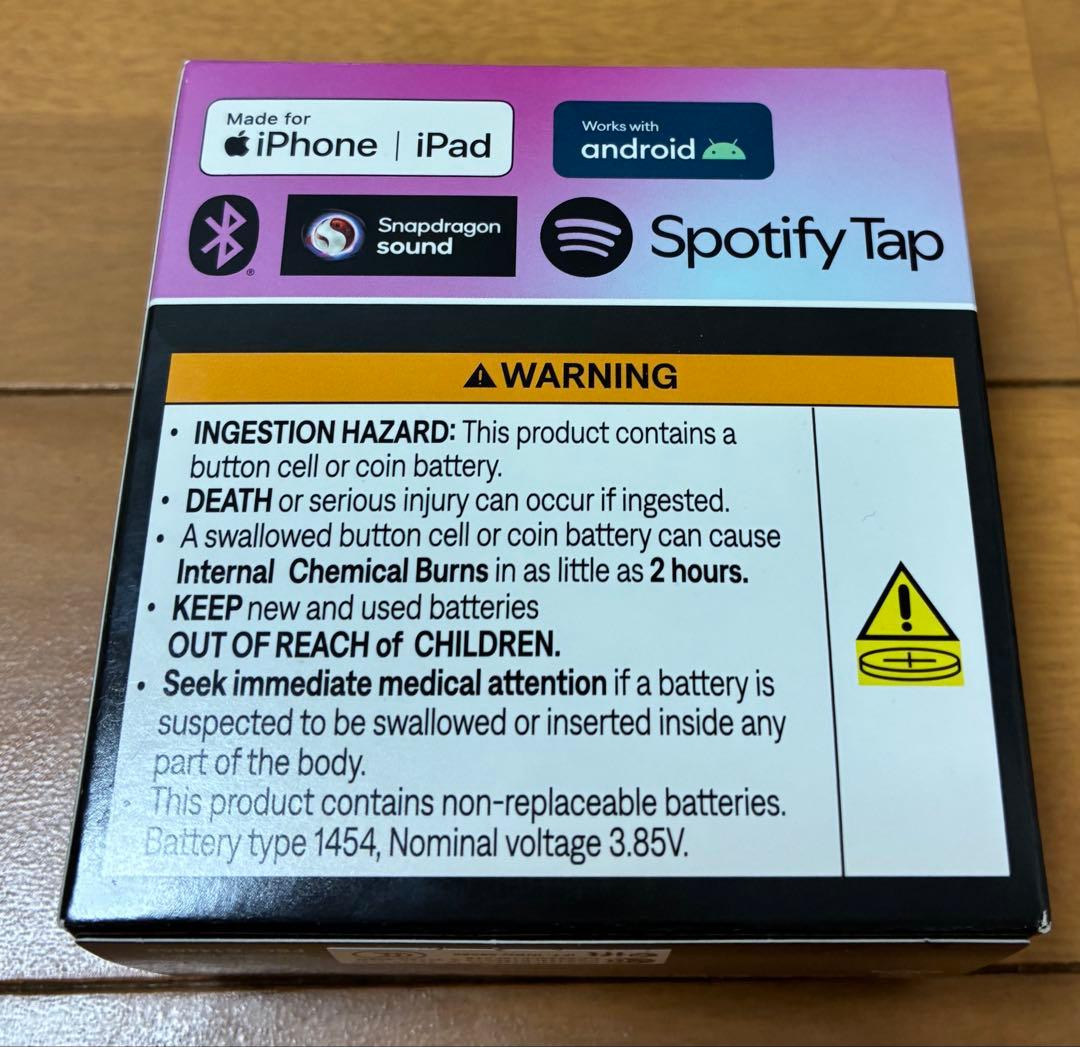 Made for
iPhone | iPad
Works with
android
®
Snapdragon
sound
Spotify Tap
WARNING
• INGESTION HAZARD: This product contains a
button cell or coin battery.
• DEATH or serious injury can occur if ingested.
• A swallowed button cell or coin battery can cause
Internal Chemical Burns in as little as 2 hours.
• KEEP new and used batteries
OUT OF REACH of CHILDREN.
• Seek immediate medical attention if a battery is
suspected to be swallowed or inserted inside any
part of the body.
• This product contains non-replaceable batteries.
Battery type 1454, Nominal voltage 3.85V.